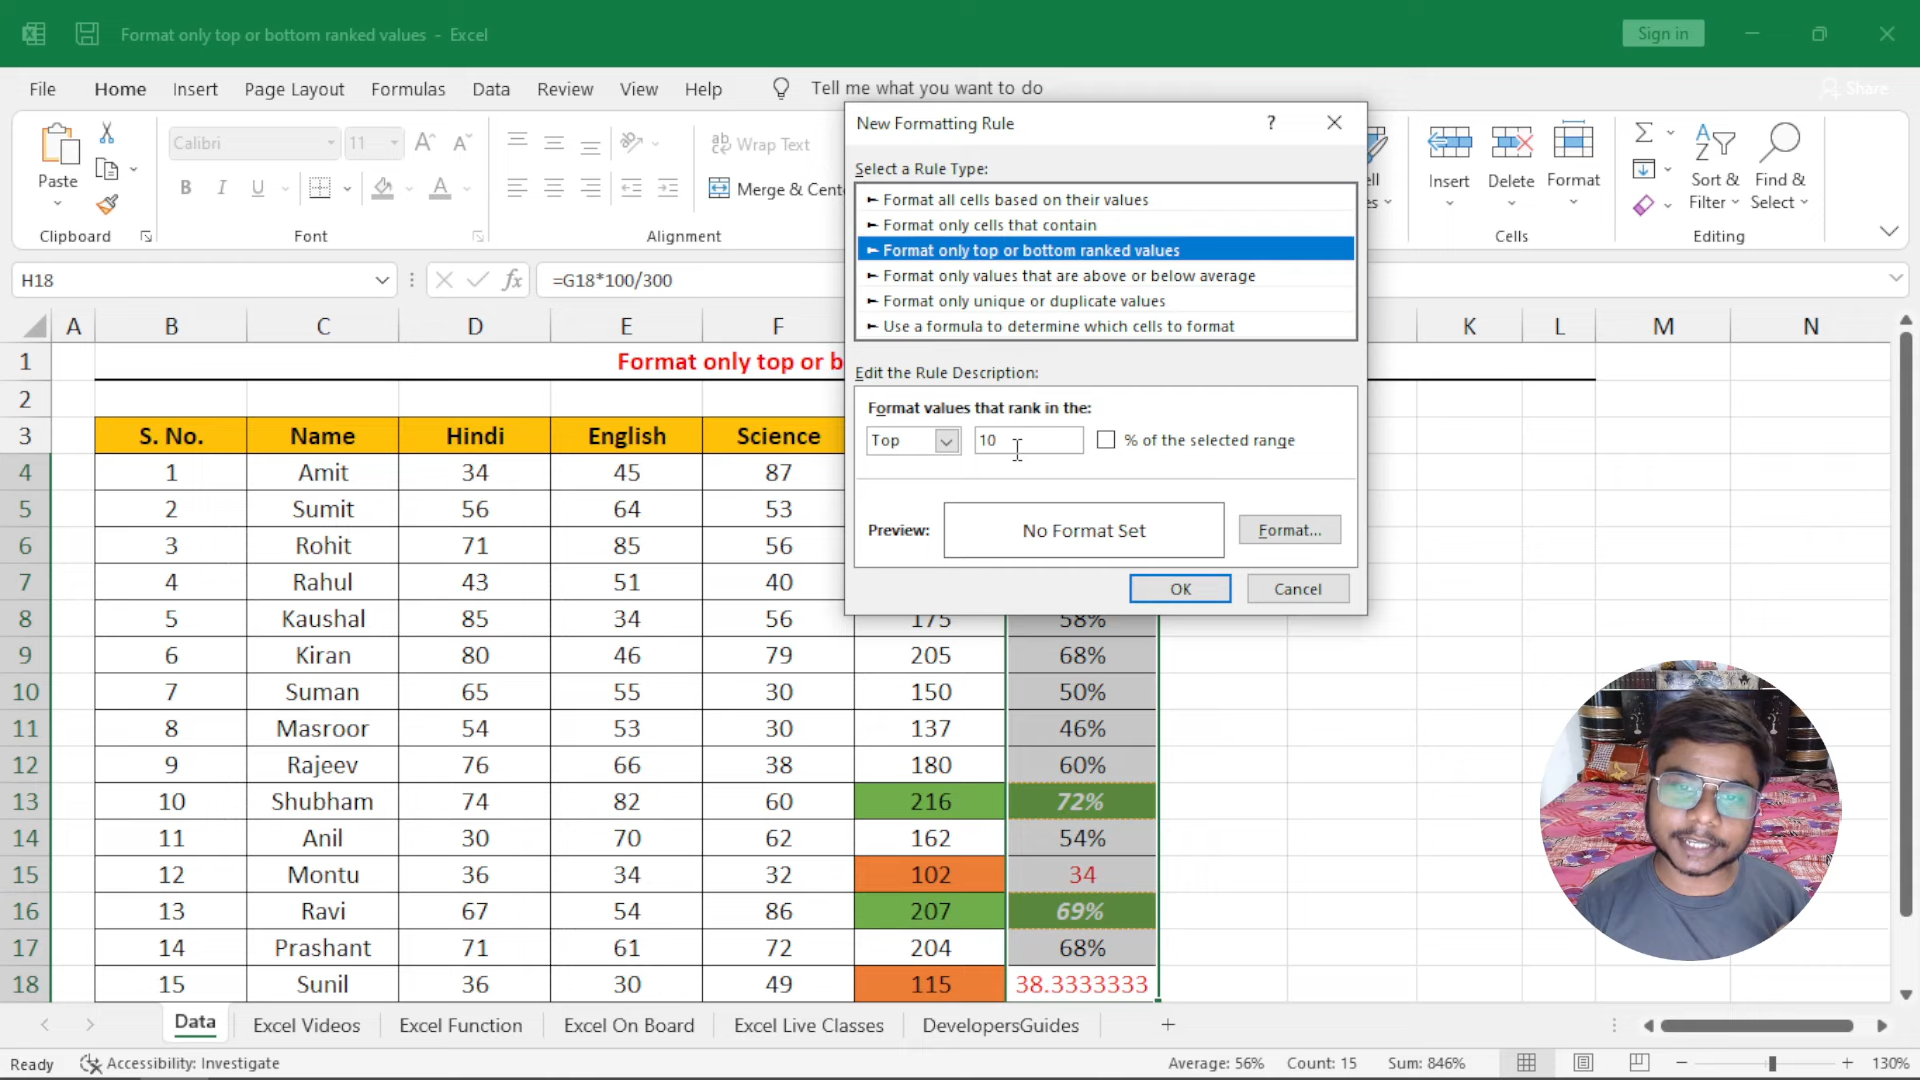 Format only top or bottom ranked values - Excel
Sign in
File Home Insert Page Layout Formulas Data Review View Help Tell me what you want to do
Share
Paste
Clipboard
Calibri 11
B I U A
Font
Wrap Text
Merge & Cent
Alignment
Insert Delete Format
Cells
Sort & Filter
Find & Select
Editing
H18
fx
=G18*100/300
New Formatting Rule
?
Select a Rule Type:
► Format all cells based on their values
► Format only cells that contain
► Format only top or bottom ranked values
► Format only values that are above or below average
► Format only unique or duplicate values
► Use a formula to determine which cells to format
Edit the Rule Description:
Format values that rank in the:
Top 10 % of the selected range
Preview: No Format Set Format...
OK Cancel
A B C D E F K L M N
1 Format only top or b
2
3 S. No. Name Hindi English Science
4 1 Amit 34 45 87
5 2 Sumit 56 64 53
6 3 Rohit 71 85 56
7 4 Rahul 43 51 40
8 5 Kaushal 85 34 56 175 58%
9 6 Kiran 80 46 79 205 68%
10 7 Suman 65 55 30 150 50%
11 8 Masroor 54 53 30 137 46%
12 9 Rajeev 76 66 38 180 60%
13 10 Shubham 74 82 60 216 72%
14 11 Anil 30 70 62 162 54%
15 12 Montu 36 34 32 102 34
16 13 Ravi 67 54 86 207 69%
17 14 Prashant 71 61 72 204 68%
18 15 Sunil 36 30 49 115 38.3333333
Data Excel Videos Excel Function Excel On Board Excel Live Classes DevelopersGuides
Ready Accessibility: Investigate Average: 56% Count: 15 Sum: 846% 130%